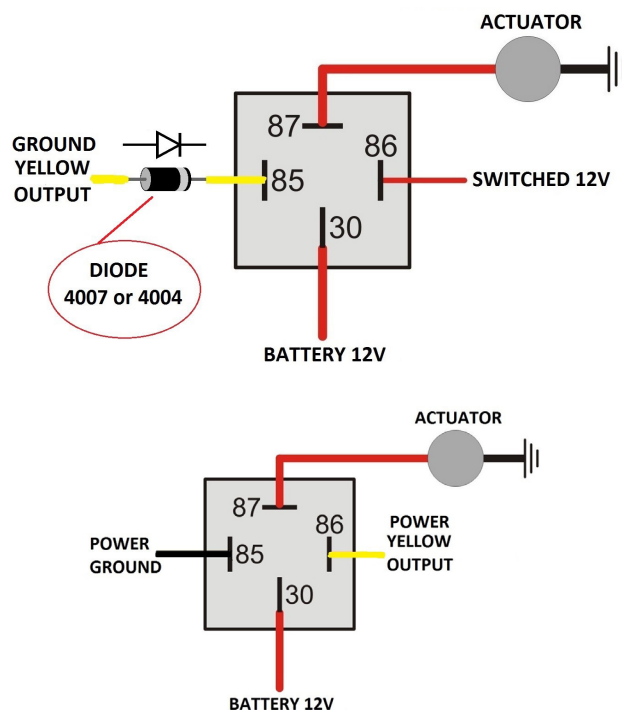 ACTUATOR
87
86
GROUND
YELLOW
OUTPUT
85
SWITCHED 12V
30
DIODE
4007 or 4004
BATTERY 12V
ACTUATOR
87
86
POWER
YELLOW
OUTPUT
POWER
GROUND
85
30
BATTERY 12V